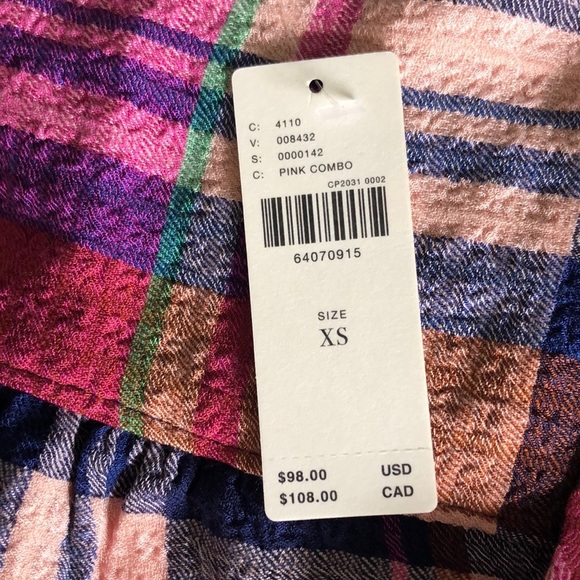 C: 4110
V: 008432
S: 0000142
C: PINK COMBO
CP2031 0002
64070915
SIZE
XS
$98.00 USD
$108.00 CAD